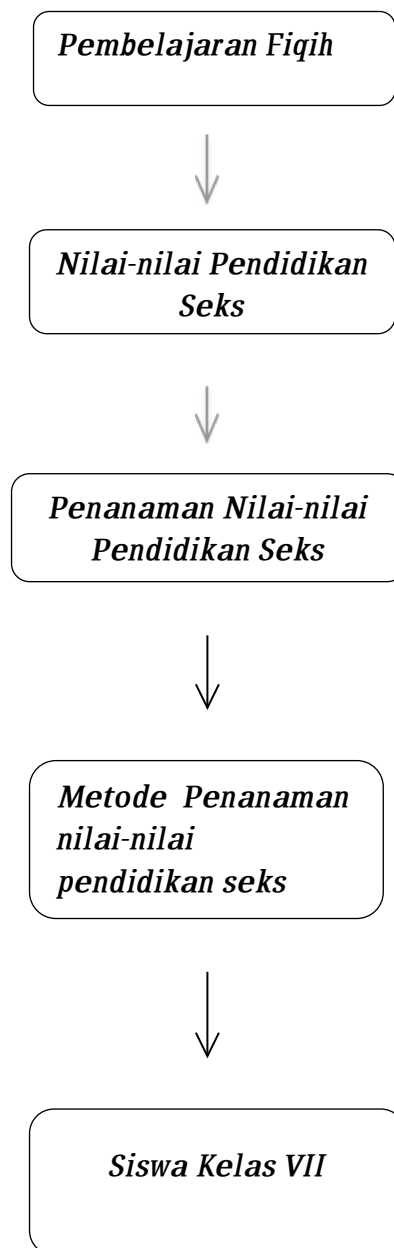 Pembelajaran Fiqih
Nilai-nilai Pendidikan
Seks
Penanaman Nilai-nilai
Pendidikan Seks
Metode Penanaman
nilai-nilai
pendidikan seks
Siswa Kelas VII